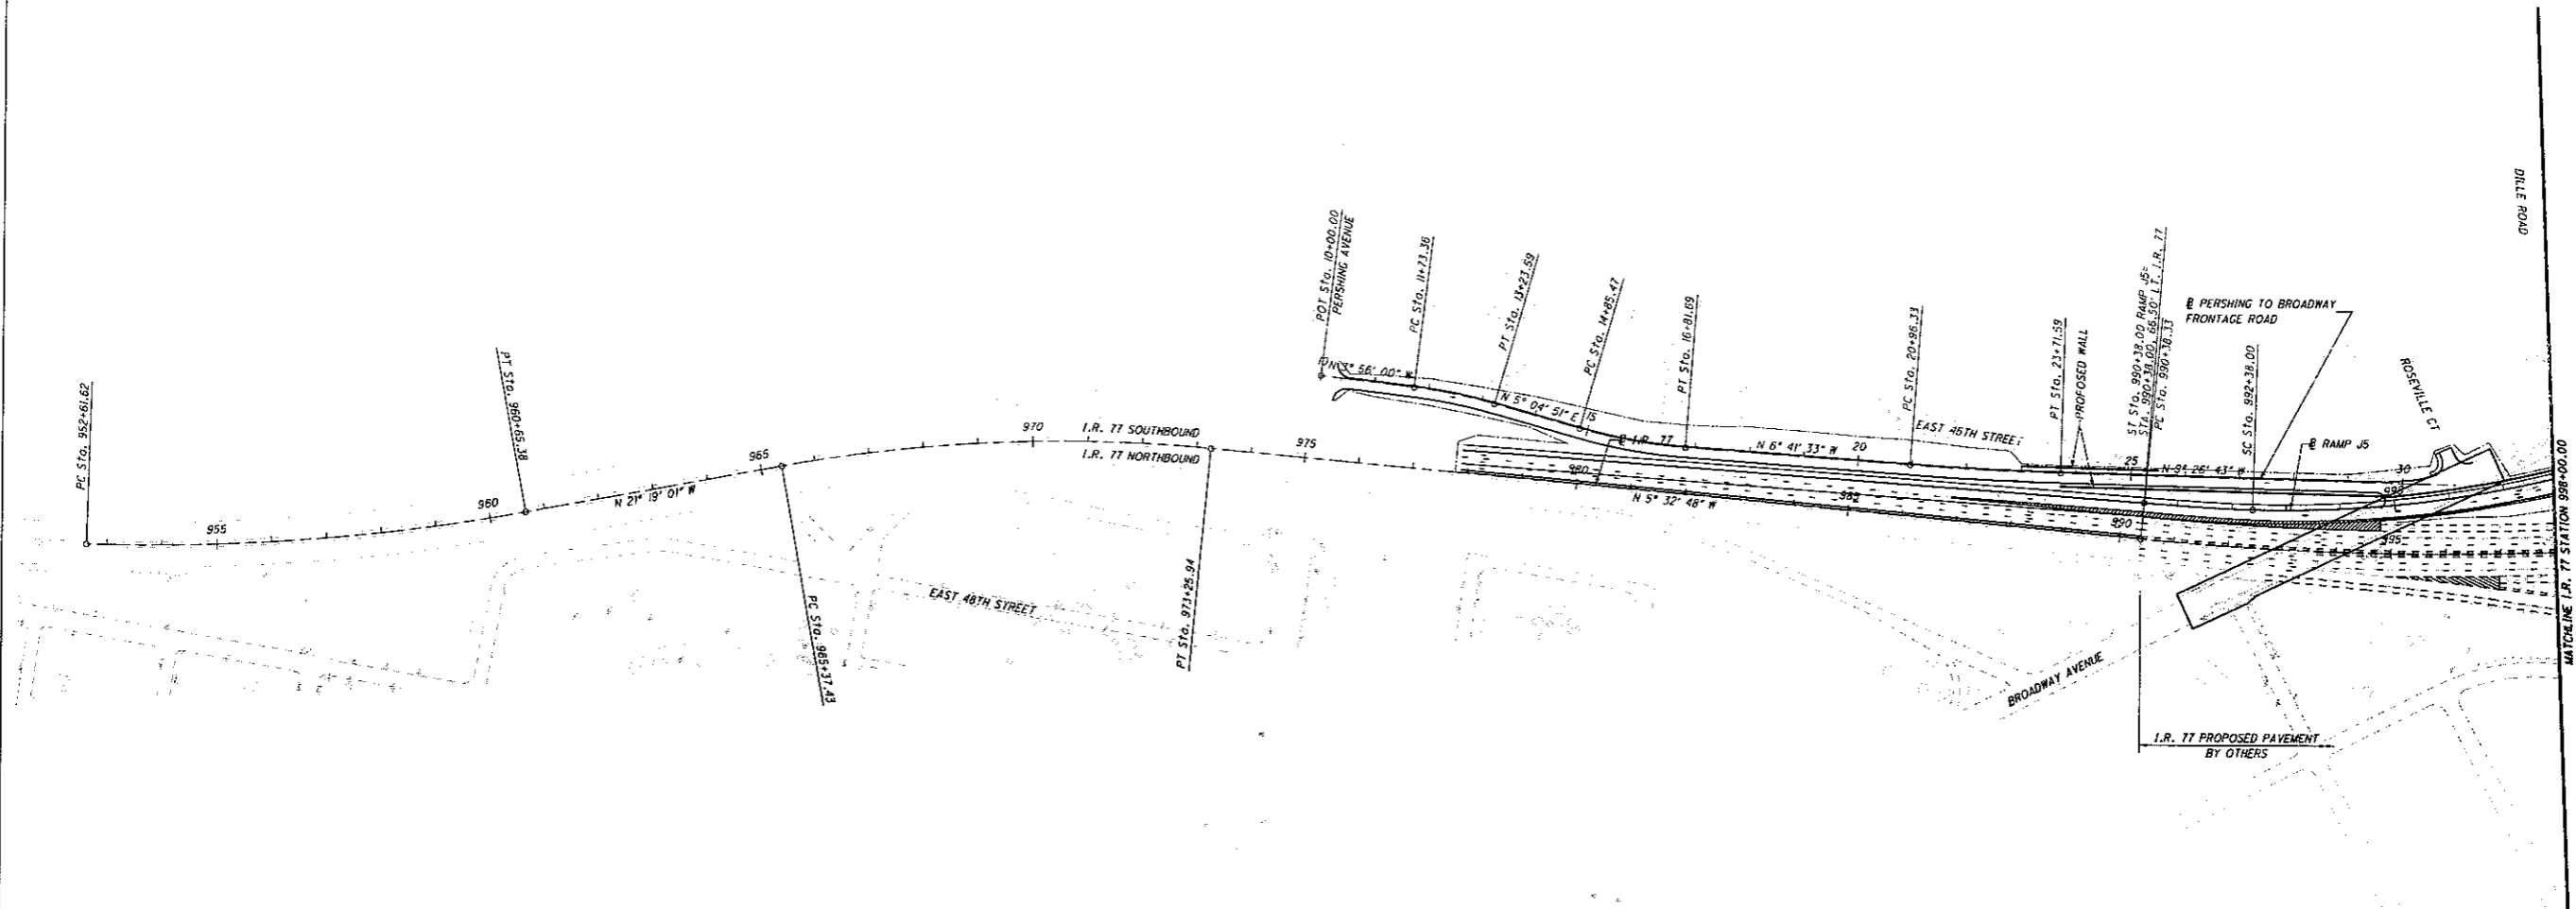 PC Sta. 952+61.62
955
PT Sta. 960+65.38
960
N 21° 19' 01" W
965
PC Sta. 965+37.43
970
I.R. 77 SOUTHBOUND
I.R. 77 NORTHBOUND
EAST 48TH STREET
PT Sta. 973+25.94
975
POT Sta. 10+00.00
PERSHING AVENUE
56' 00" W
PC Sta. 11+73.36
PT Sta. 13+23.59
N 5° 04' 51" E
15
PC Sta. 14+85.47
PT Sta. 16+81.69
I.R. 77
980
N 6° 41' 33" W
20
N 5° 32' 48" W
985
PC Sta. 20+96.33
EAST 45TH STREET
PT Sta. 23+71.59
PROPOSED WALL
25
ST Sta. 990+38.00 RAMP J5=
STA. 990+38.00, 66.50' LT. I.R. 77
PC Sta. 990+38.33
N 9° 26' 43" W
990
SC Sta. 992+38.00
℄ PERSHING TO BROADWAY
FRONTAGE ROAD
℄ RAMP J5
30
995
995
ROSEVILLE CT
DILLE ROAD
BROADWAY AVENUE
I.R. 77 PROPOSED PAVEMENT
BY OTHERS
MATCHLINE I.R. 77 STATION 998+00.00